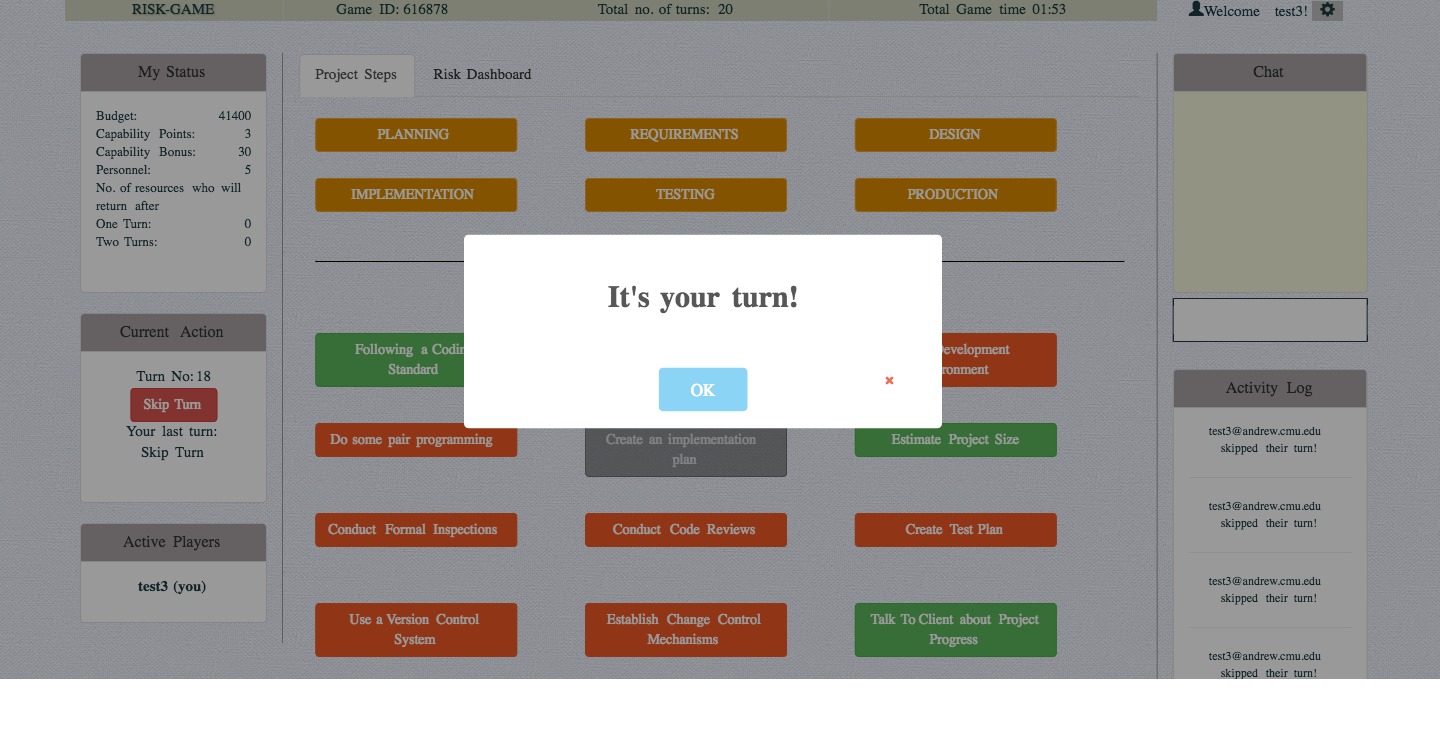 RISK-GAME
Game ID: 616878
Total no. of turns: 20
Total Game time 01:53
Welcome test3!
My Status
Budget: 41400
Capability Points: 3
Capability Bonus: 30
Personnel: 5
No. of resources who will
return after
One Turn: 0
Two Turns: 0
Current Action
Turn No: 18
Skip Turn
Your last turn:
Skip Turn
Active Players
test3 (you)
Project Steps
Risk Dashboard
PLANNING
REQUIREMENTS
DESIGN
IMPLEMENTATION
TESTING
PRODUCTION
It's your turn!
OK
Following a
Standard
Do some pair programming
Create an implementation
plan
Estimate Project Size
Conduct Formal Inspections
Conduct Code Reviews
Create Test Plan
Use a Version Control
System
Establish Change Control
Mechanisms
Talk To Client about Project
Progress
Chat
Activity Log
test3@andrew.cmu.edu
skipped their turn!
test3@andrew.cmu.edu
skipped their turn!
test3@andrew.cmu.edu
skipped their turn!
test3@andrew.cmu.edu
skipped their turn!